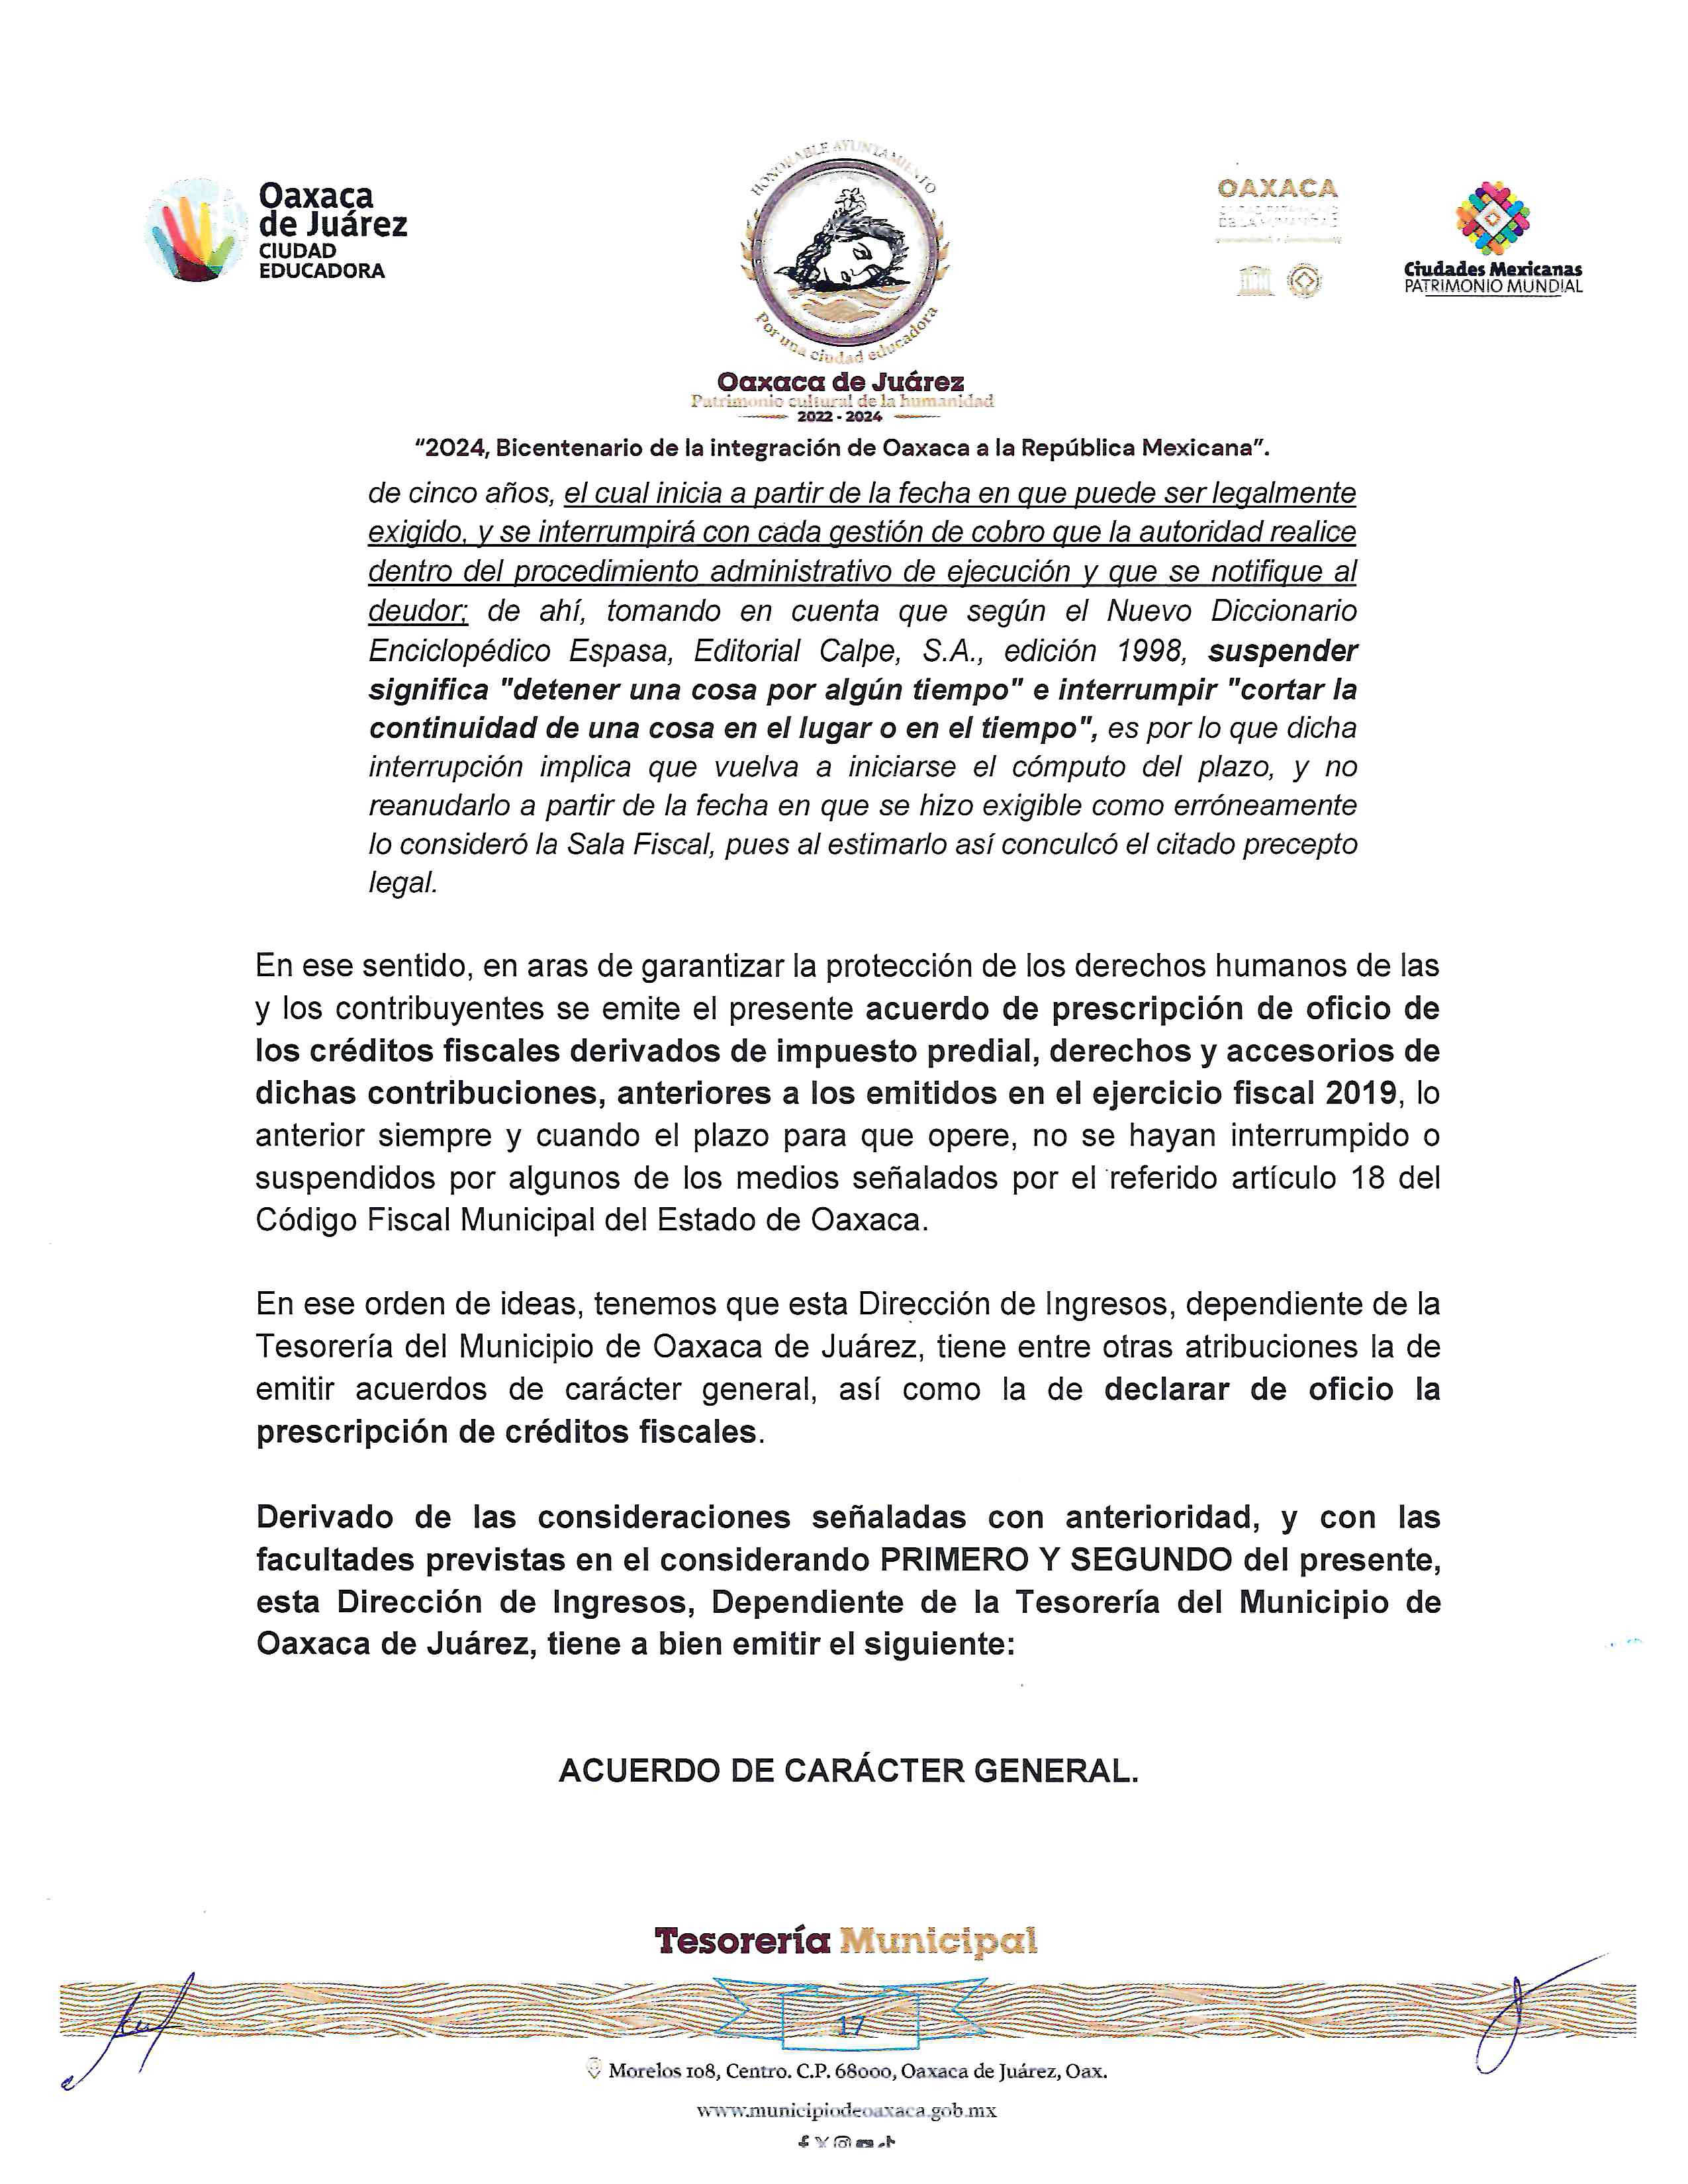 Oaxaca
de Juárez
CIUDAD
EDUCADORA
HONORABLE AYUNTAMIENTO
Por una ciudad educadora
Oaxaca de Juárez
Patrimonio cultural de la humanidad
2022 - 2024
OAXACA
Ciudades Mexicanas
PATRIMONIO MUNDIAL
“2024, Bicentenario de la integración de Oaxaca a la República Mexicana”.
de cinco años, el cual inicia a partir de la fecha en que puede ser legalmente
exigido, y se interrumpirá con cada gestión de cobro que la autoridad realice
dentro del procedimiento administrativo de ejecución y que se notifique al
deudor; de ahí, tomando en cuenta que según el Nuevo Diccionario
Enciclopédico Espasa, Editorial Calpe, S.A., edición 1998, suspender
significa "detener una cosa por algún tiempo" e interrumpir "cortar la
continuidad de una cosa en el lugar o en el tiempo", es por lo que dicha
interrupción implica que vuelva a iniciarse el cómputo del plazo, y no
reanudarlo a partir de la fecha en que se hizo exigible como erróneamente
lo consideró la Sala Fiscal, pues al estimarlo así conculcó el citado precepto
legal.
En ese sentido, en aras de garantizar la protección de los derechos humanos de las
y los contribuyentes se emite el presente acuerdo de prescripción de oficio de
los créditos fiscales derivados de impuesto predial, derechos y accesorios de
dichas contribuciones, anteriores a los emitidos en el ejercicio fiscal 2019, lo
anterior siempre y cuando el plazo para que opere, no se hayan interrumpido o
suspendidos por algunos de los medios señalados por el referido artículo 18 del
Código Fiscal Municipal del Estado de Oaxaca.
En ese orden de ideas, tenemos que esta Dirección de Ingresos, dependiente de la
Tesorería del Municipio de Oaxaca de Juárez, tiene entre otras atribuciones la de
emitir acuerdos de carácter general, así como la de declarar de oficio la
prescripción de créditos fiscales.
Derivado de las consideraciones señaladas con anterioridad, y con las
facultades previstas en el considerando PRIMERO Y SEGUNDO del presente,
esta Dirección de Ingresos, Dependiente de la Tesorería del Municipio de
Oaxaca de Juárez, tiene a bien emitir el siguiente:
ACUERDO DE CARÁCTER GENERAL.
Tesorería Municipal
17
Morelos 108, Centro. C.P. 68000, Oaxaca de Juárez, Oax.
www.municipiodeoaxaca.gob.mx